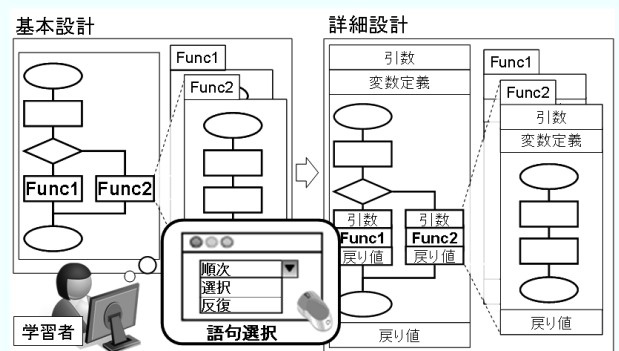 基本設計
Func1
Func2
Func1
Func2
順次
選択
反復
語句選択
学習者
詳細設計
引数
変数定義
引数
Func1
戻り値
引数
Func2
戻り値
戻り値
Func1
Func2
引数
変数定義
戻り値